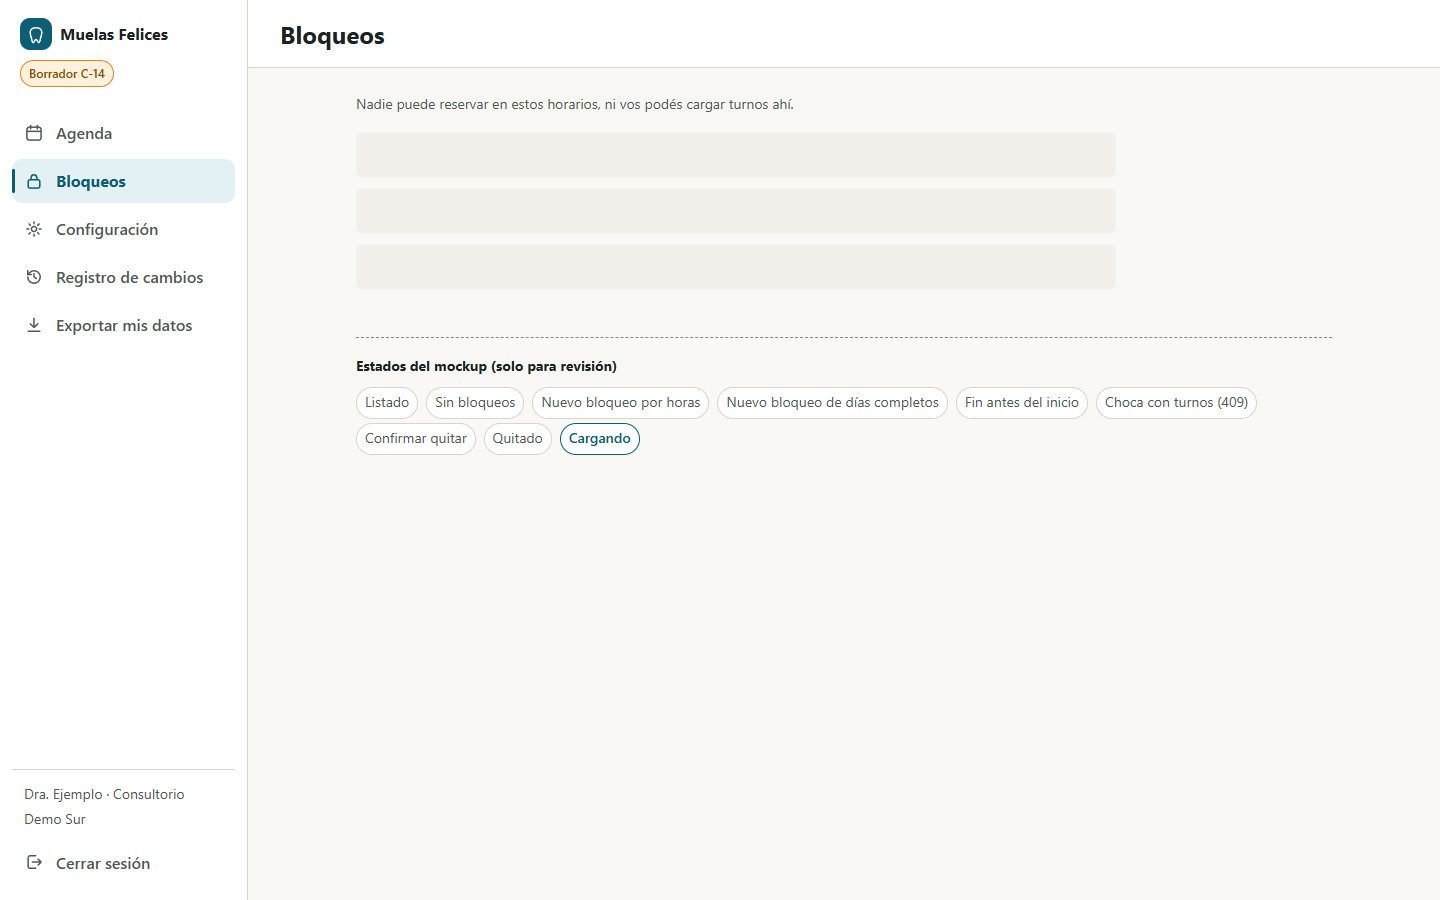 Muelas Felices
Borrador C-14
Agenda
Bloqueos
Configuración
Registro de cambios
Exportar mis datos
Dra. Ejemplo · Consultorio
Demo Sur
Cerrar sesión
Bloqueos
Nadie puede reservar en estos horarios, ni vos podés cargar turnos ahí.
Estados del mockup (solo para revisión)
Listado Sin bloqueos Nuevo bloqueo por horas Nuevo bloqueo de días completos Fin antes del inicio Choca con turnos (409)
Confirmar quitar Quitado Cargando